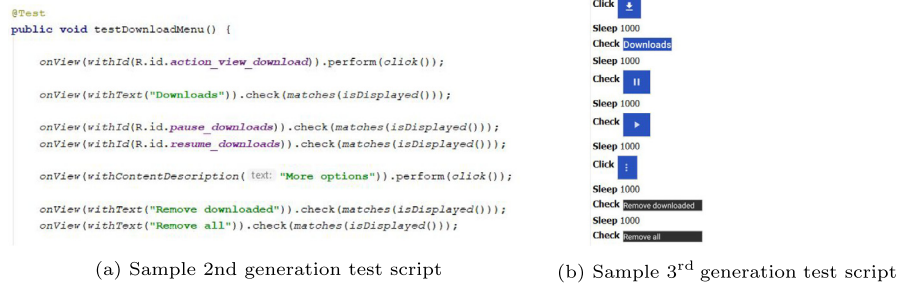 @Test
public void testDownloadMenu() {
onView(withId(R.id.action_view_download)).perform(click());
onView(withText("Downloads")).check(matches(isDisplayed()));
onView(withId(R.id.pause_downloads)).check(matches(isDisplayed()));
onView(withId(R.id.resume_downloads)).check(matches(isDisplayed()));
onView(withContentDescription( text: "More options")).perform(click());
onView(withText("Remove downloaded")).check(matches(isDisplayed()));
onView(withText("Remove all")).check(matches(isDisplayed()));
(a) Sample 2nd generation test script
Click
Sleep 1000
Check Downloads
Sleep 1000
Check
Sleep 1000
Check
Sleep 1000
Click
Sleep 1000
Check Remove downloaded
Sleep 1000
Check Remove all
(b) Sample 3rd generation test script